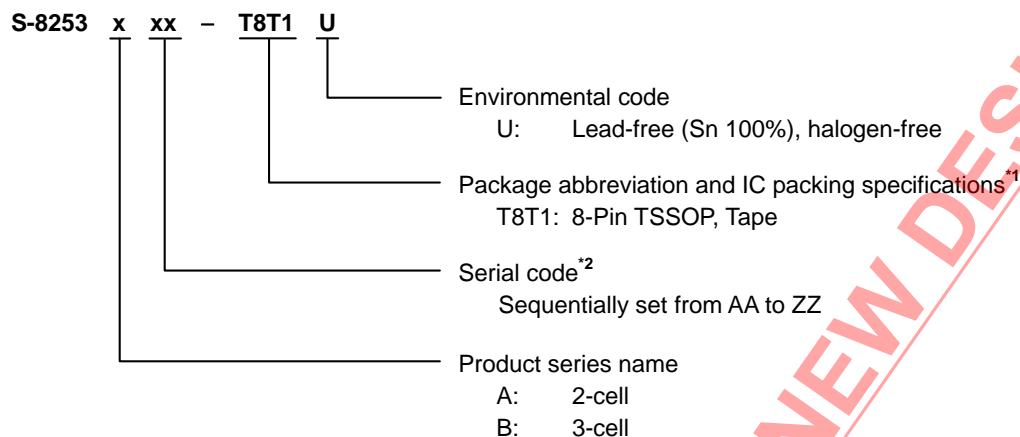 S-8253 x xx – T8T1 U
Environmental code
U: Lead-free (Sn 100%), halogen-free
Package abbreviation and IC packing specifications*1
T8T1: 8-Pin TSSOP, Tape
Serial code*2
Sequentially set from AA to ZZ
Product series name
A: 2-cell
B: 3-cell
NEW